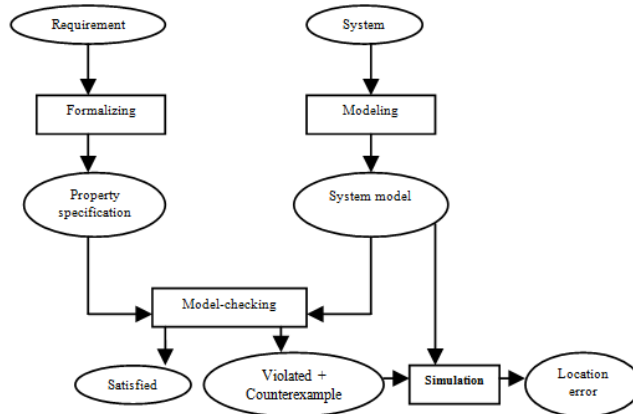 Requirement
System
Formalizing
Modeling
Property
specification
System model
Model-checking
Satisfied
Violated +
Counterexample
Simulation
Location
error